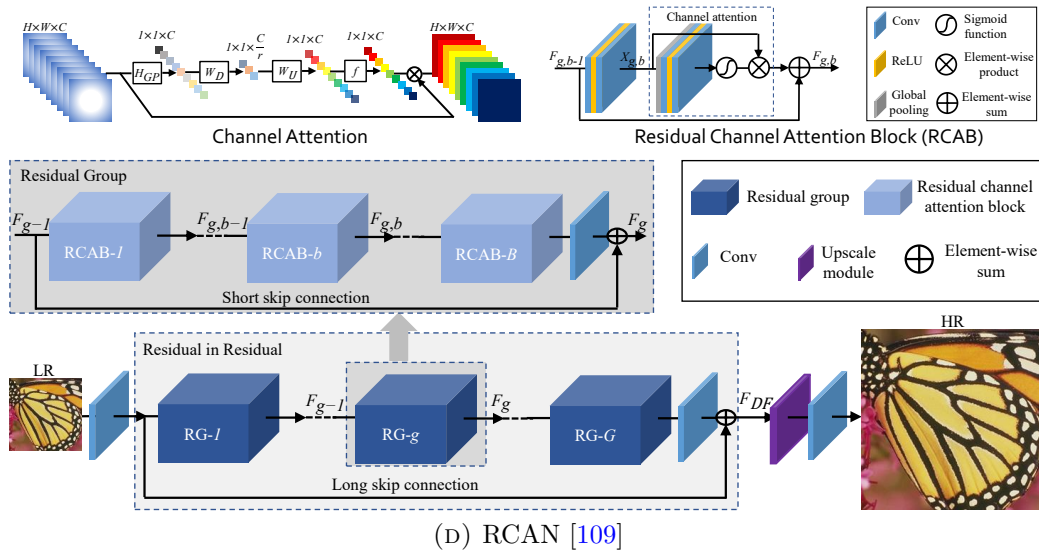 H×W×C
1×1×C
1×1×C/r
1×1×C
1×1×C
H×W×C
H_GP
W_D
W_U
f
Channel Attention
Channel attention
F_g,b-1
X_g,b
F_g,b
Residual Channel Attention Block (RCAB)
Conv
Sigmoid
function
ReLU
Element-wise
product
Global
pooling
Element-wise
sum
Residual Group
F_g−1
F_g,b−1
F_g,b
F_g
RCAB-1
RCAB-b
RCAB-B
Short skip connection
Residual group
Residual channel
attention block
Conv
Upscale
module
Element-wise
sum
LR
Residual in Residual
RG-1
F_g−1
RG-g
F_g
RG-G
F_DF
HR
Long skip connection
(D) RCAN [109]